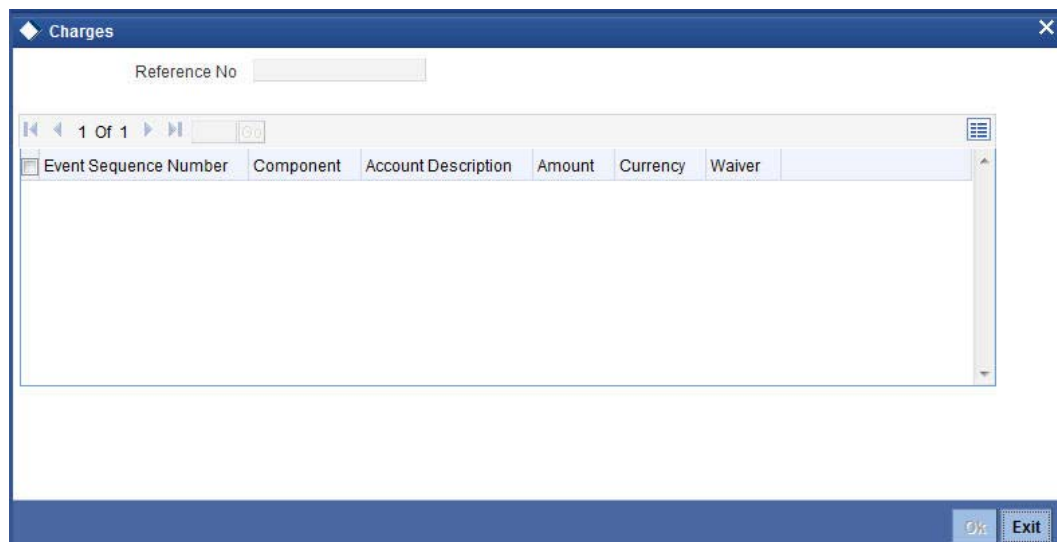 Charges
Reference No
1 Of 1 Go
Event Sequence Number Component Account Description Amount Currency Waiver
Ok Exit